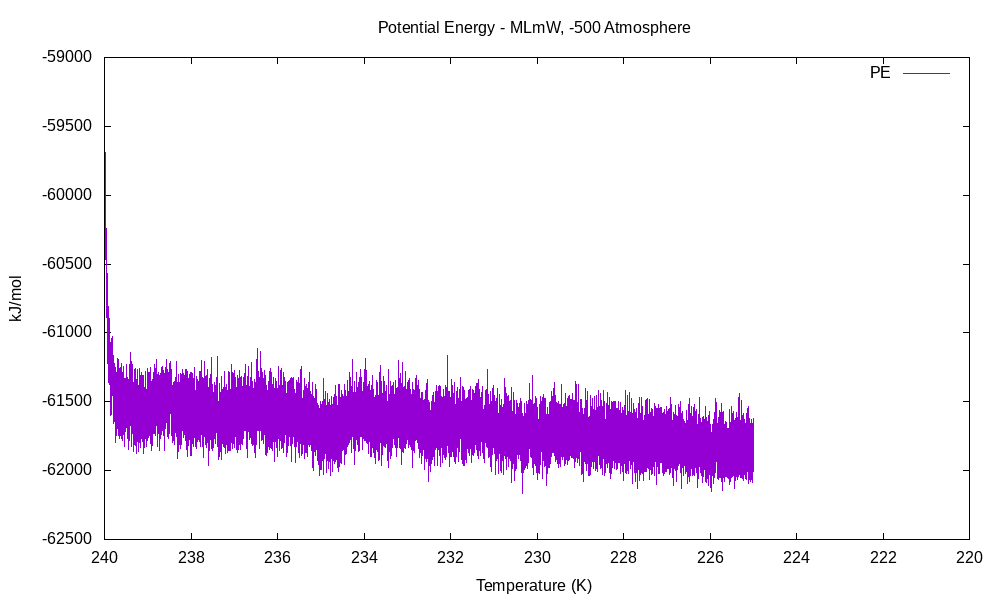 Potential Energy - MLmW, -500 Atmosphere
-59000
PE
-59500
-60000
-60500
kJ/mol
-61000
-61500
-62000
-62500
240 238 236 234 232 230 228 226 224 222 220
Temperature (K)